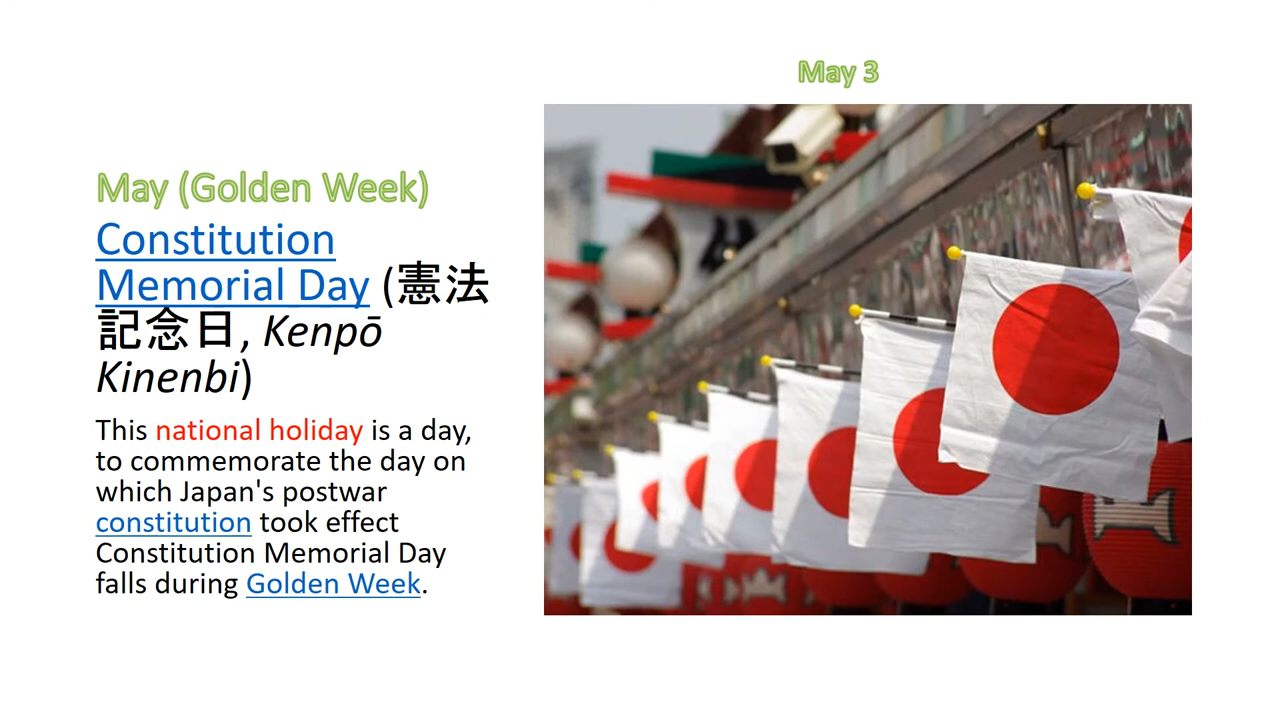 May 3
May (Golden Week)
Constitution
Memorial Day (憲法
記念日, Kenpō
Kinenbi)
This national holiday is a day,
to commemorate the day on
which Japan's postwar
constitution took effect
Constitution Memorial Day
falls during Golden Week.